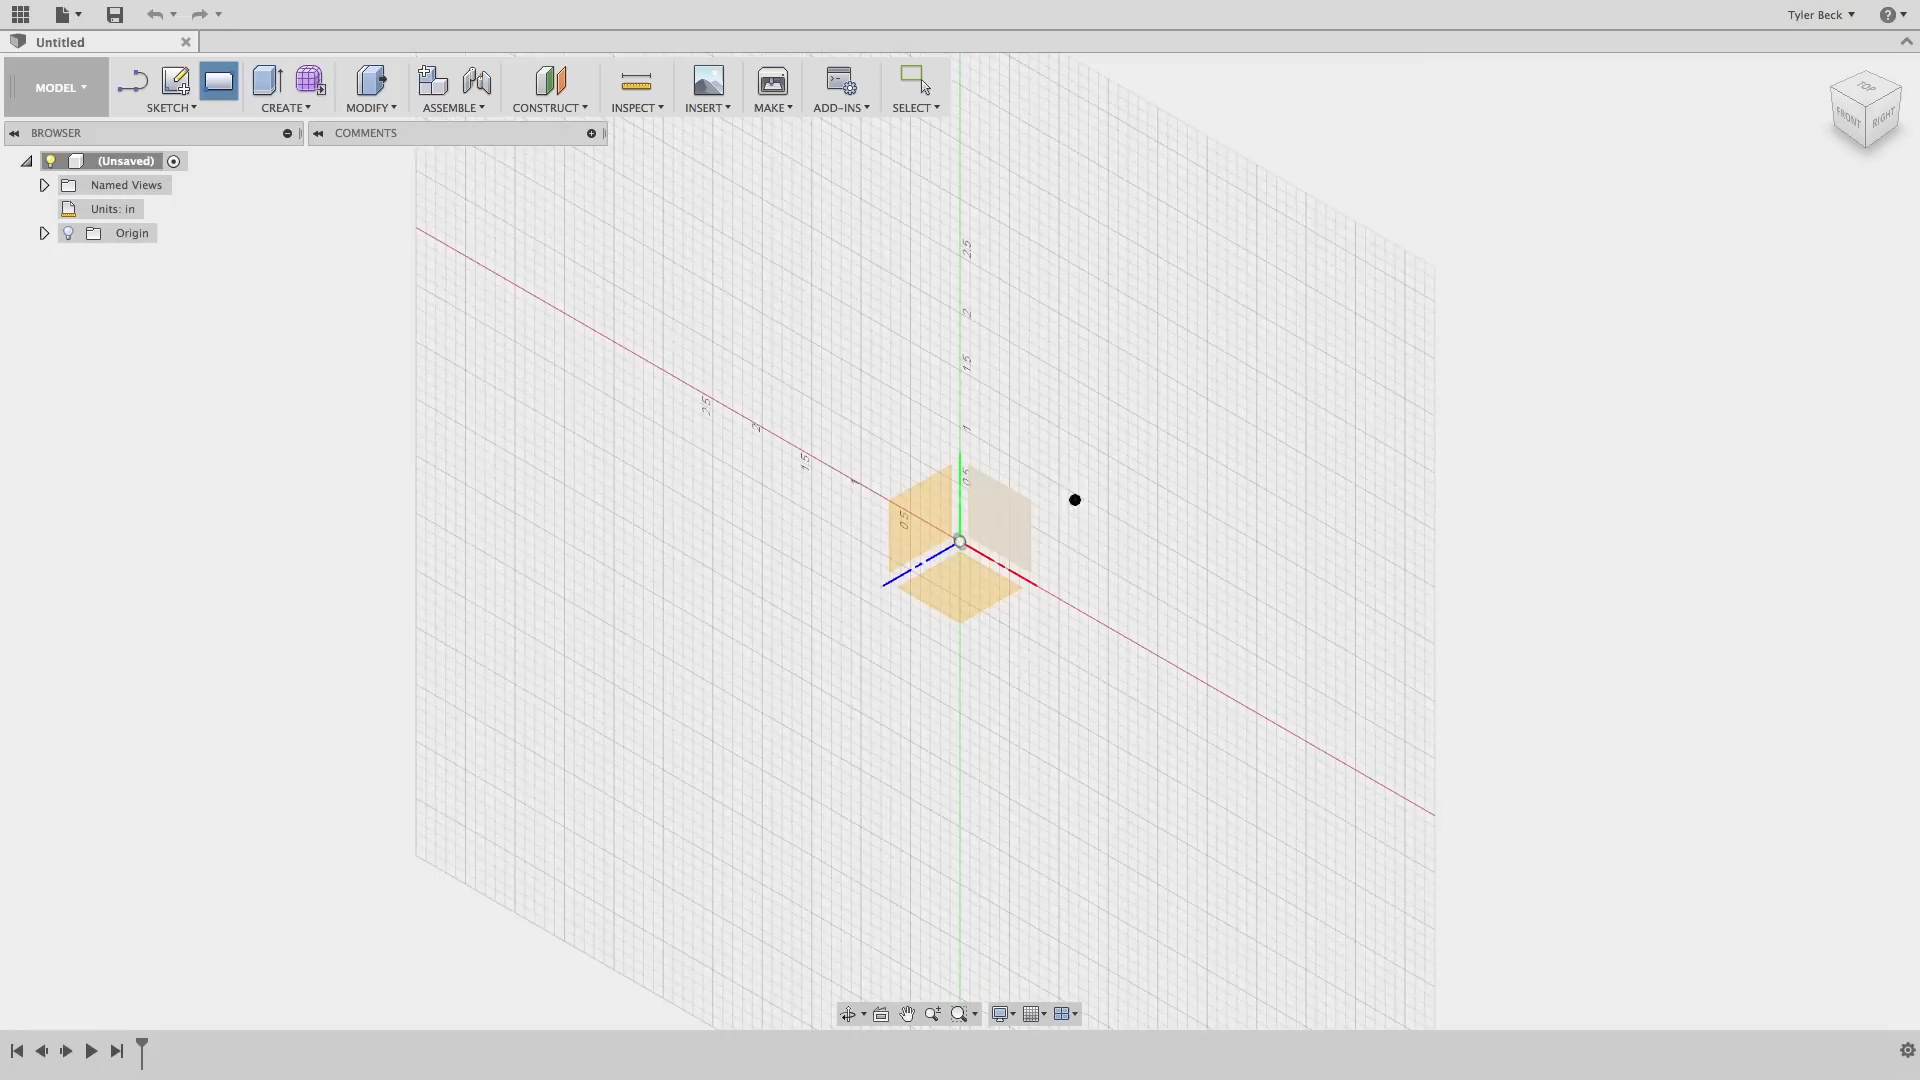 Tyler Beck
Untitled
MODEL
SKETCH
CREATE
MODIFY
ASSEMBLE
CONSTRUCT
INSPECT
INSERT
MAKE
ADD-INS
SELECT
TOP
FRONT
RIGHT
BROWSER
COMMENTS
(Unsaved)
Named Views
Units: in
Origin
2.5
2
1.5
1
0.5
2.5
2
1.5
1
0.5